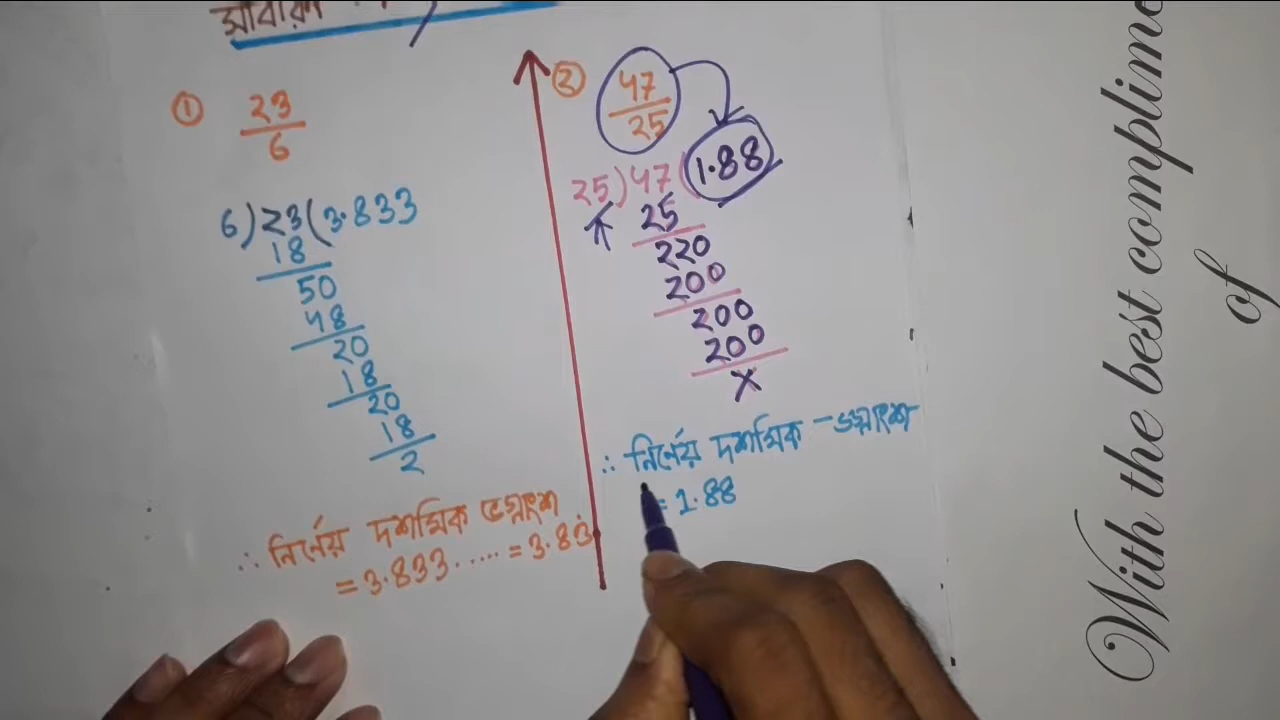 সাধারণ
① 23
6
6) 23 (3.833
18
50
48
20
18
20
18
2
∴ নির্ণেয় দশমিক ভগ্নাংশ
= 3.833..... = 3.83̇
② 47
25
25) 47 ( 1.88
25
220
200
200
200
X
∴ নির্ণেয় দশমিক ভগ্নাংশ
= 1.88
With the best complime
of